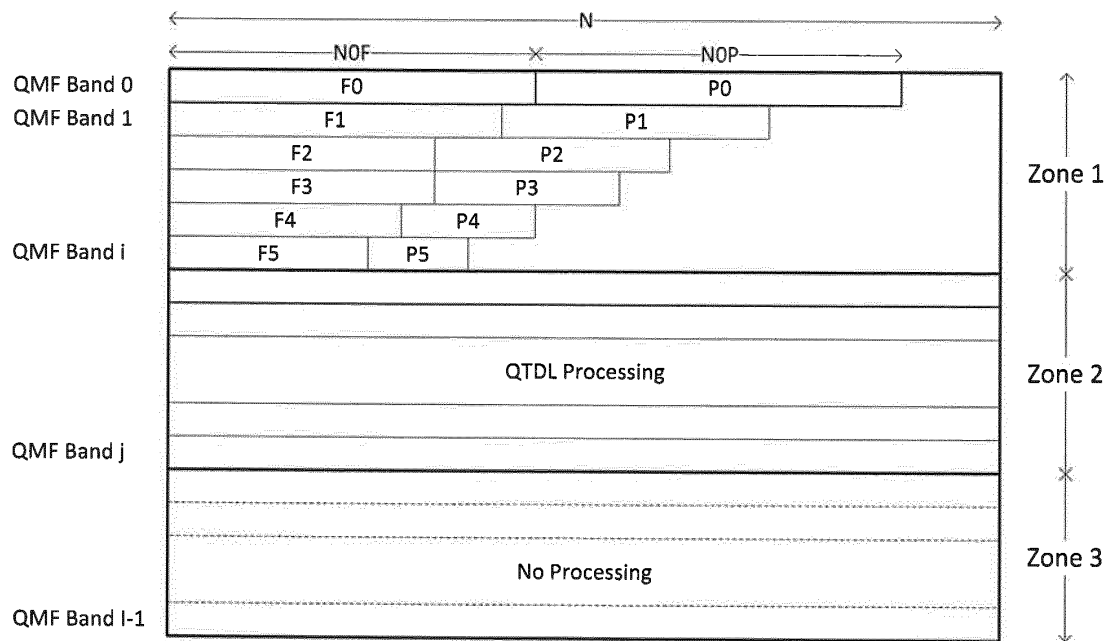 N
N0F N0P
QMF Band 0 F0 P0
QMF Band 1 F1 P1
F2 P2
F3 P3
Zone 1
F4 P4
QMF Band i F5 P5
QTDL Processing
Zone 2
QMF Band j
No Processing
Zone 3
QMF Band I-1